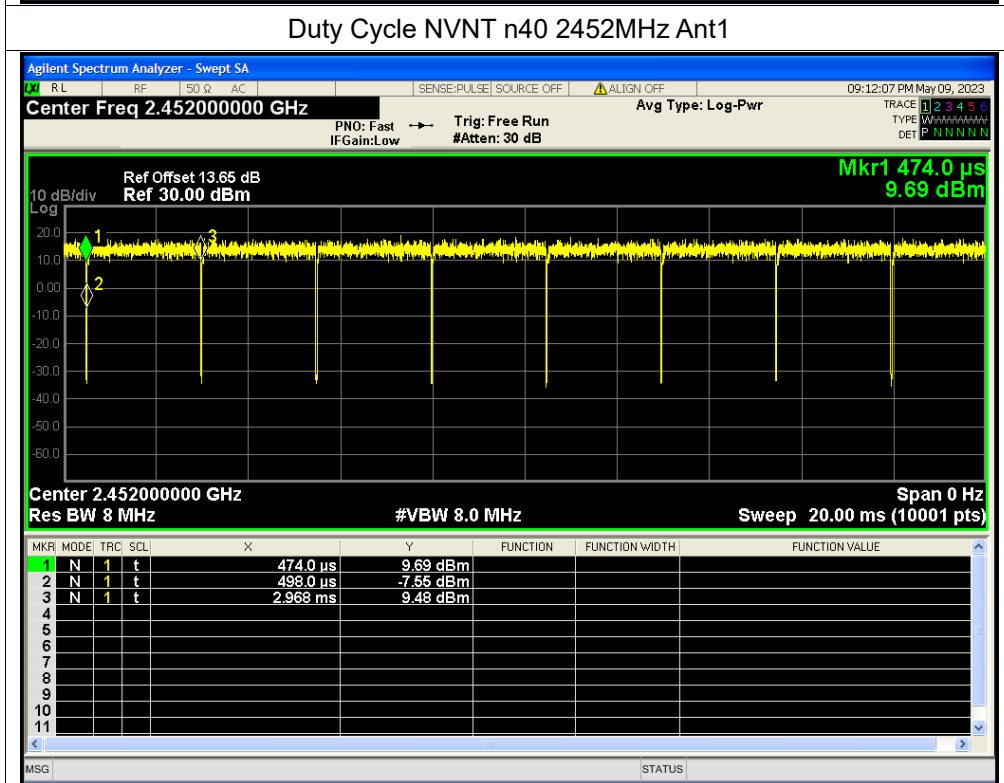 Duty Cycle NVNT n40 2452MHz Ant1
Agilent Spectrum Analyzer - Swept SA
LXI RL RF 50 Ω AC SENSE:PULSE SOURCE OFF ALIGN OFF 09:12:07 PM May 09, 2023
Center Freq 2.452000000 GHz Avg Type: Log-Pwr TRACE 1 2 3 4 5 6
PNO: Fast Trig: Free Run TYPE WWWWWW
IFGain:Low #Atten: 30 dB DET P N N N N N
Mkr1 474.0 µs
Ref Offset 13.65 dB
10 dB/div Ref 30.00 dBm 9.69 dBm
Log
20.0
1
3
10.0
0.00
2
-10.0
-20.0
-30.0
-40.0
-50.0
-60.0
Center 2.452000000 GHz Span 0 Hz
Res BW 8 MHz #VBW 8.0 MHz Sweep 20.00 ms (10001 pts)
MKR MODE TRC SCL X Y FUNCTION FUNCTION WIDTH FUNCTION VALUE
1 N 1 t 474.0 µs 9.69 dBm
2 N 1 t 498.0 µs -7.55 dBm
3 N 1 t 2.968 ms 9.48 dBm
4
5
6
7
8
9
10
11
MSG STATUS